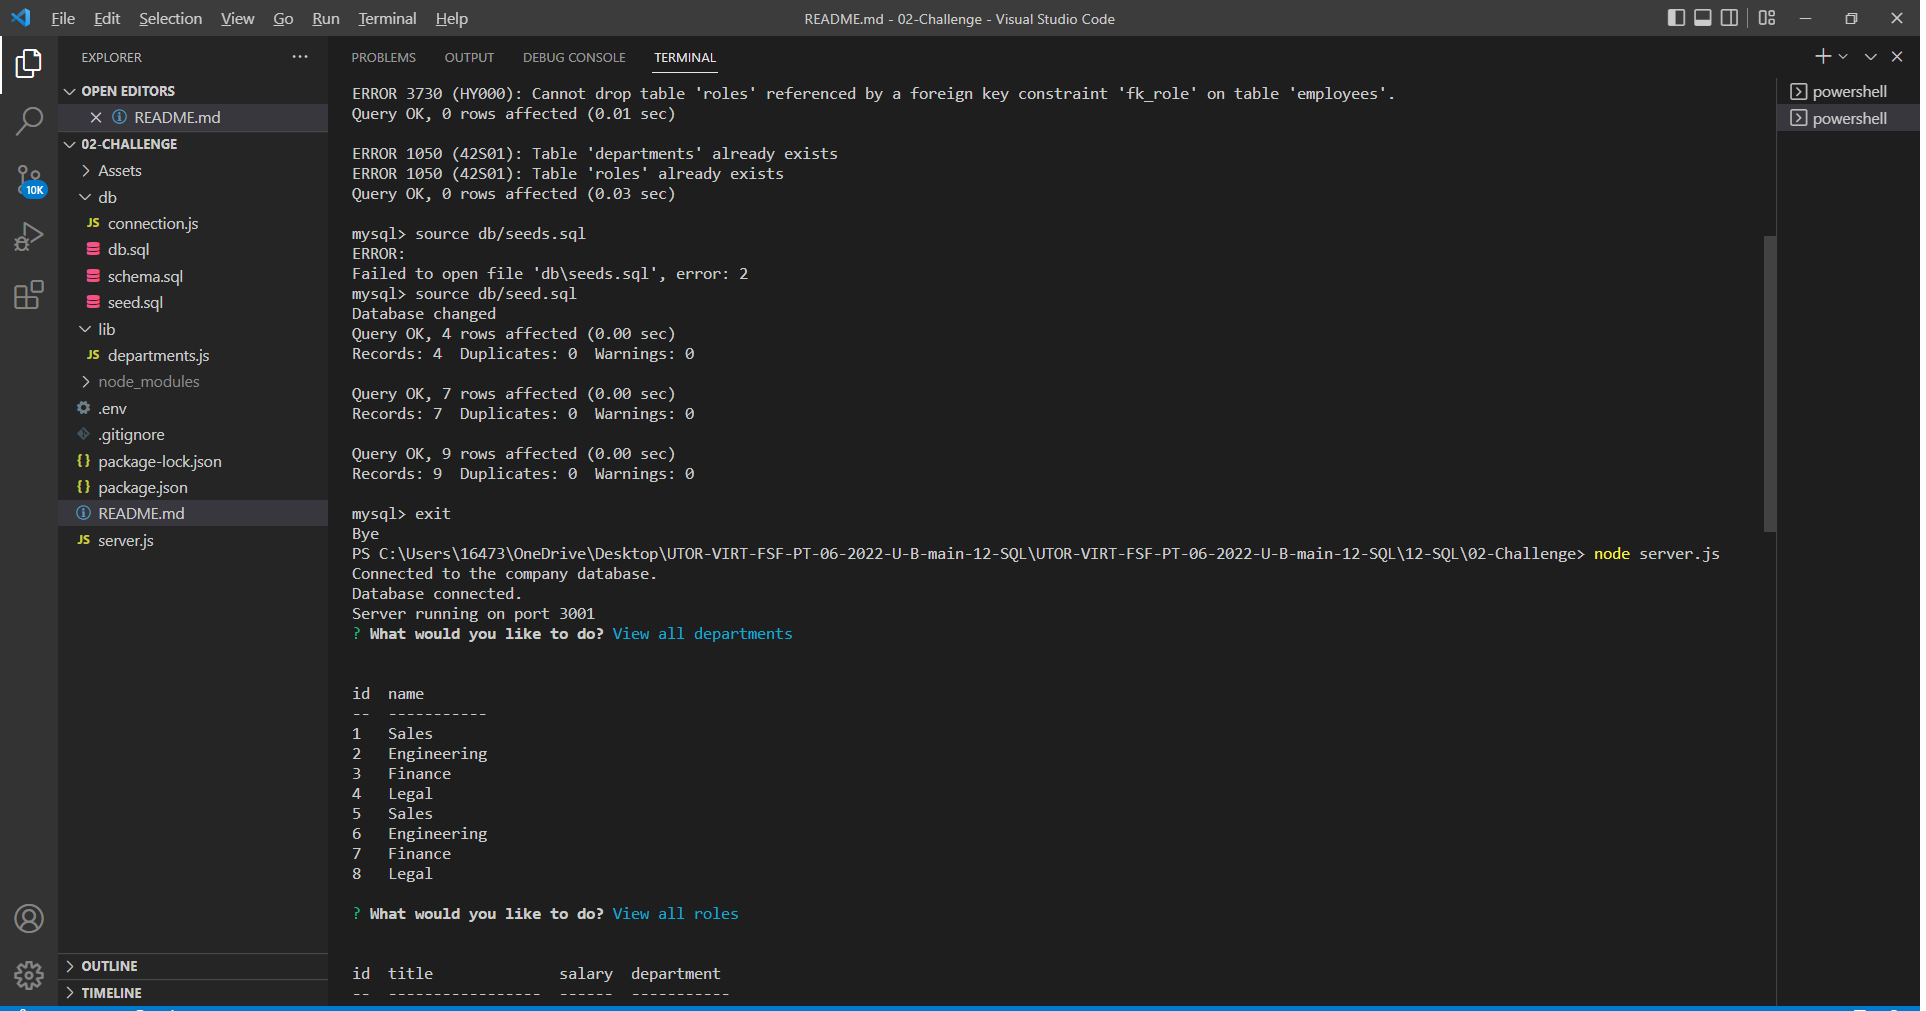 File Edit Selection View Go Run Terminal Help README.md - 02-Challenge - Visual Studio Code
EXPLORER
OPEN EDITORS
README.md
02-CHALLENGE
Assets
db
connection.js
db.sql
schema.sql
seed.sql
lib
departments.js
node_modules
.env
.gitignore
package-lock.json
package.json
README.md
server.js
OUTLINE
TIMELINE
10K
PROBLEMS OUTPUT DEBUG CONSOLE TERMINAL
ERROR 3730 (HY000): Cannot drop table 'roles' referenced by a foreign key constraint 'fk_role' on table 'employees'.
Query OK, 0 rows affected (0.01 sec)
ERROR 1050 (42S01): Table 'departments' already exists
ERROR 1050 (42S01): Table 'roles' already exists
Query OK, 0 rows affected (0.03 sec)
mysql> source db/seeds.sql
ERROR:
Failed to open file 'db\seeds.sql', error: 2
mysql> source db/seed.sql
Database changed
Query OK, 4 rows affected (0.00 sec)
Records: 4  Duplicates: 0  Warnings: 0
Query OK, 7 rows affected (0.00 sec)
Records: 7  Duplicates: 0  Warnings: 0
Query OK, 9 rows affected (0.00 sec)
Records: 9  Duplicates: 0  Warnings: 0
mysql> exit
Bye
PS C:\Users\16473\OneDrive\Desktop\UTOR-VIRT-FSF-PT-06-2022-U-B-main-12-SQL\UTOR-VIRT-FSF-PT-06-2022-U-B-main-12-SQL\12-SQL\02-Challenge> node server.js
Connected to the company database.
Database connected.
Server running on port 3001
? What would you like to do? View all departments
id  name
--  -----------
1   Sales
2   Engineering
3   Finance
4   Legal
5   Sales
6   Engineering
7   Finance
8   Legal
? What would you like to do? View all roles
id  title              salary  department
--  -----------------  ------  -----------
powershell
powershell